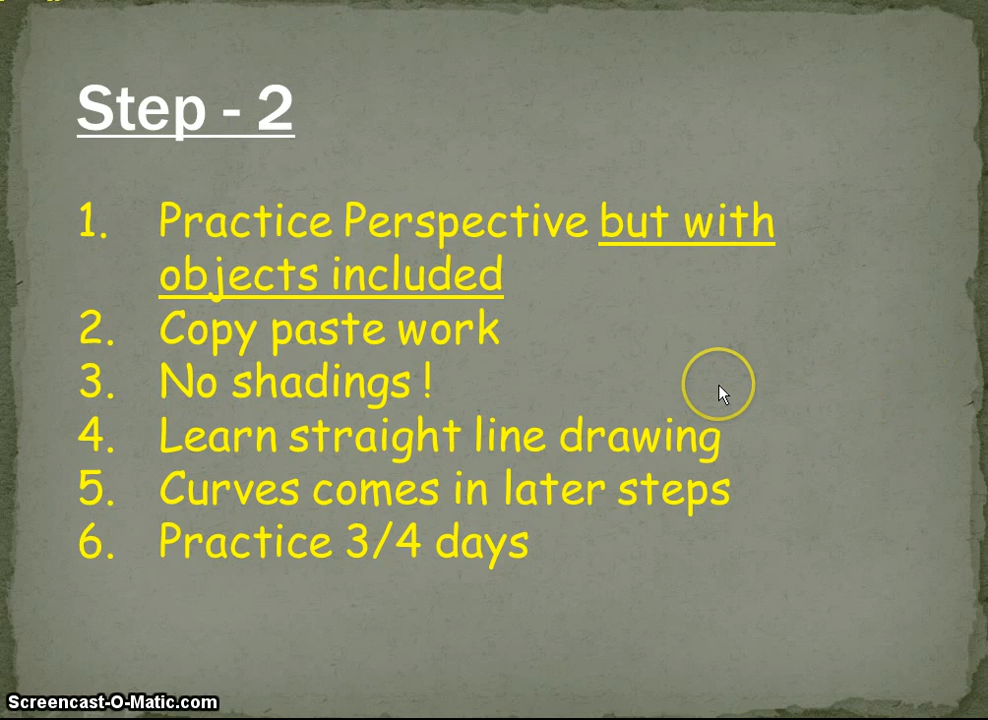 Step - 2
1. Practice Perspective but with
objects included
2. Copy paste work
3. No shadings !
4. Learn straight line drawing
5. Curves comes in later steps
6. Practice 3/4 days
Screencast-O-Matic.com